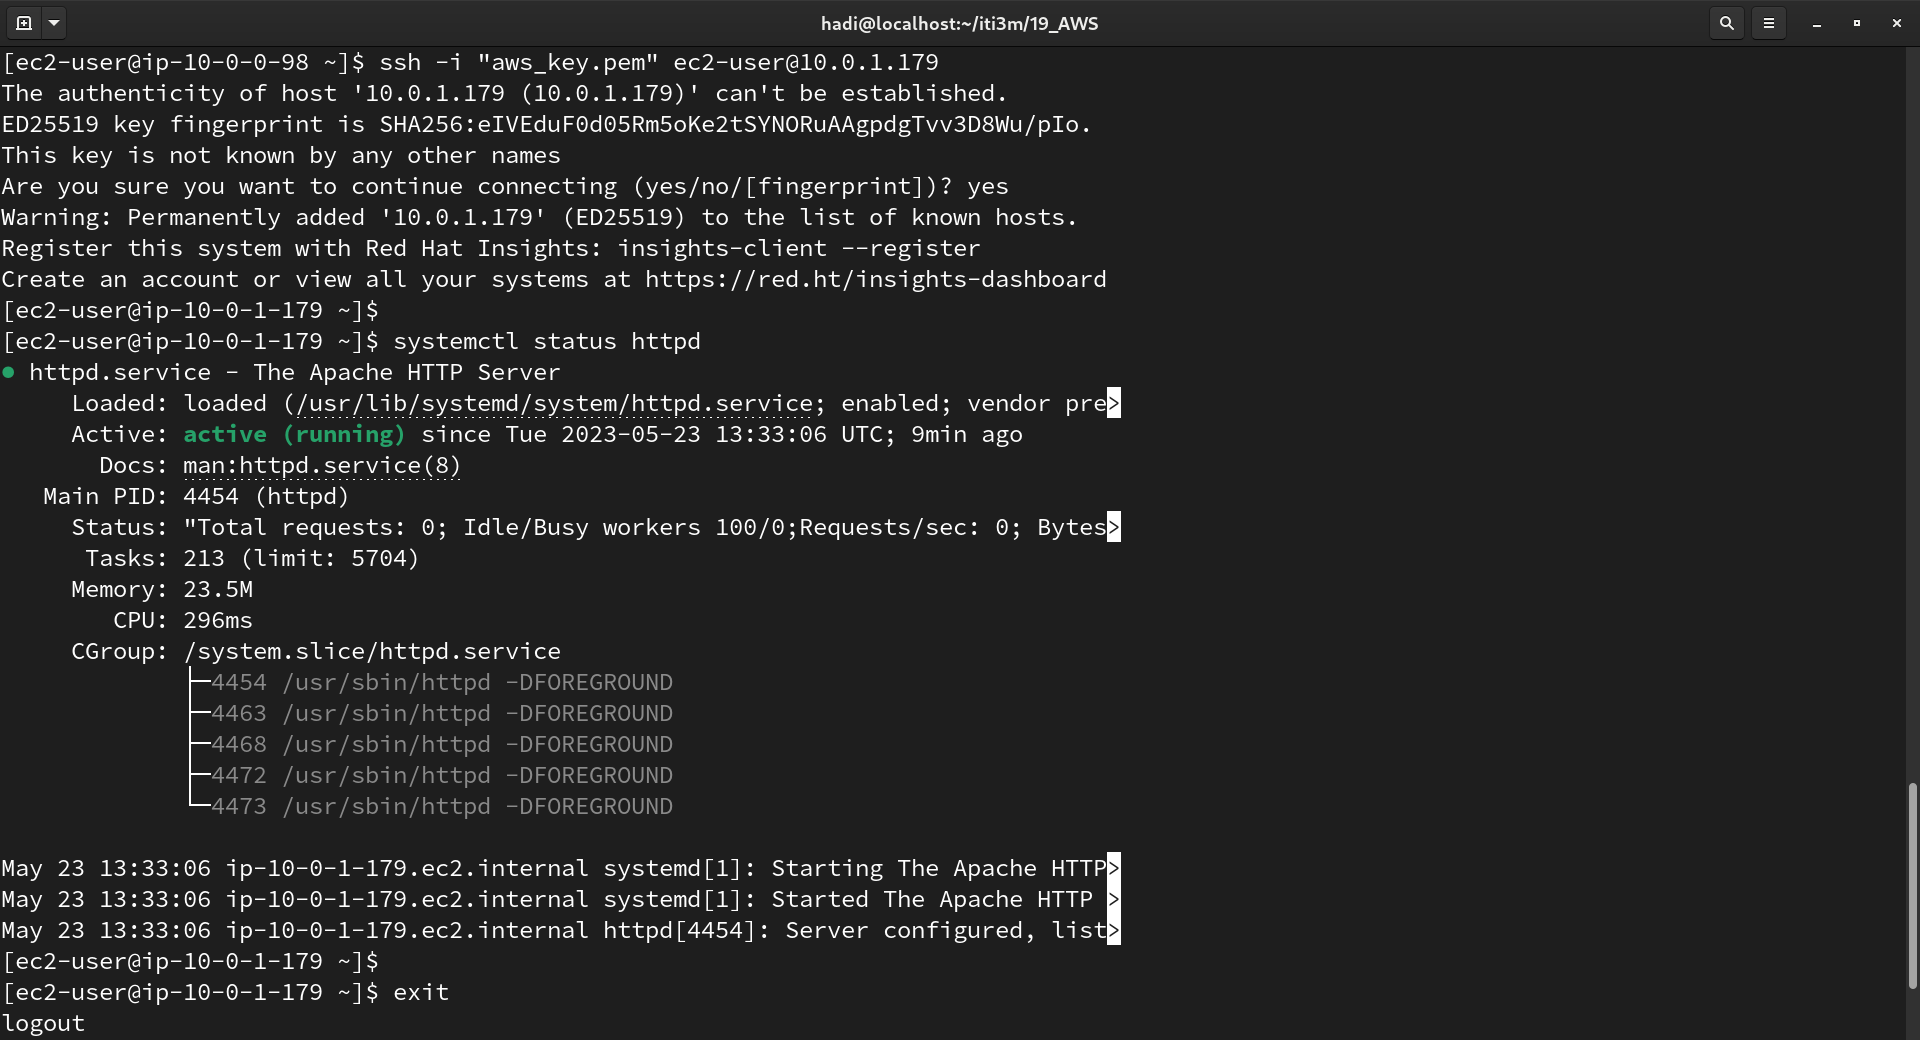 hadi@localhost:~/iti3m/19_AWS
[ec2-user@ip-10-0-0-98 ~]$ ssh -i "aws_key.pem" ec2-user@10.0.1.179
The authenticity of host '10.0.1.179 (10.0.1.179)' can't be established.
ED25519 key fingerprint is SHA256:eIVEduF0d05Rm5oKe2tSYNORuAAgpdgTvv3D8Wu/pIo.
This key is not known by any other names
Are you sure you want to continue connecting (yes/no/[fingerprint])? yes
Warning: Permanently added '10.0.1.179' (ED25519) to the list of known hosts.
Register this system with Red Hat Insights: insights-client --register
Create an account or view all your systems at https://red.ht/insights-dashboard
[ec2-user@ip-10-0-1-179 ~]$
[ec2-user@ip-10-0-1-179 ~]$ systemctl status httpd
● httpd.service - The Apache HTTP Server
     Loaded: loaded (/usr/lib/systemd/system/httpd.service; enabled; vendor pre>
     Active: active (running) since Tue 2023-05-23 13:33:06 UTC; 9min ago
       Docs: man:httpd.service(8)
   Main PID: 4454 (httpd)
     Status: "Total requests: 0; Idle/Busy workers 100/0;Requests/sec: 0; Bytes>
      Tasks: 213 (limit: 5704)
     Memory: 23.5M
        CPU: 296ms
     CGroup: /system.slice/httpd.service
             ├─4454 /usr/sbin/httpd -DFOREGROUND
             ├─4463 /usr/sbin/httpd -DFOREGROUND
             ├─4468 /usr/sbin/httpd -DFOREGROUND
             ├─4472 /usr/sbin/httpd -DFOREGROUND
             └─4473 /usr/sbin/httpd -DFOREGROUND
May 23 13:33:06 ip-10-0-1-179.ec2.internal systemd[1]: Starting The Apache HTTP>
May 23 13:33:06 ip-10-0-1-179.ec2.internal systemd[1]: Started The Apache HTTP >
May 23 13:33:06 ip-10-0-1-179.ec2.internal httpd[4454]: Server configured, list>
[ec2-user@ip-10-0-1-179 ~]$
[ec2-user@ip-10-0-1-179 ~]$ exit
logout